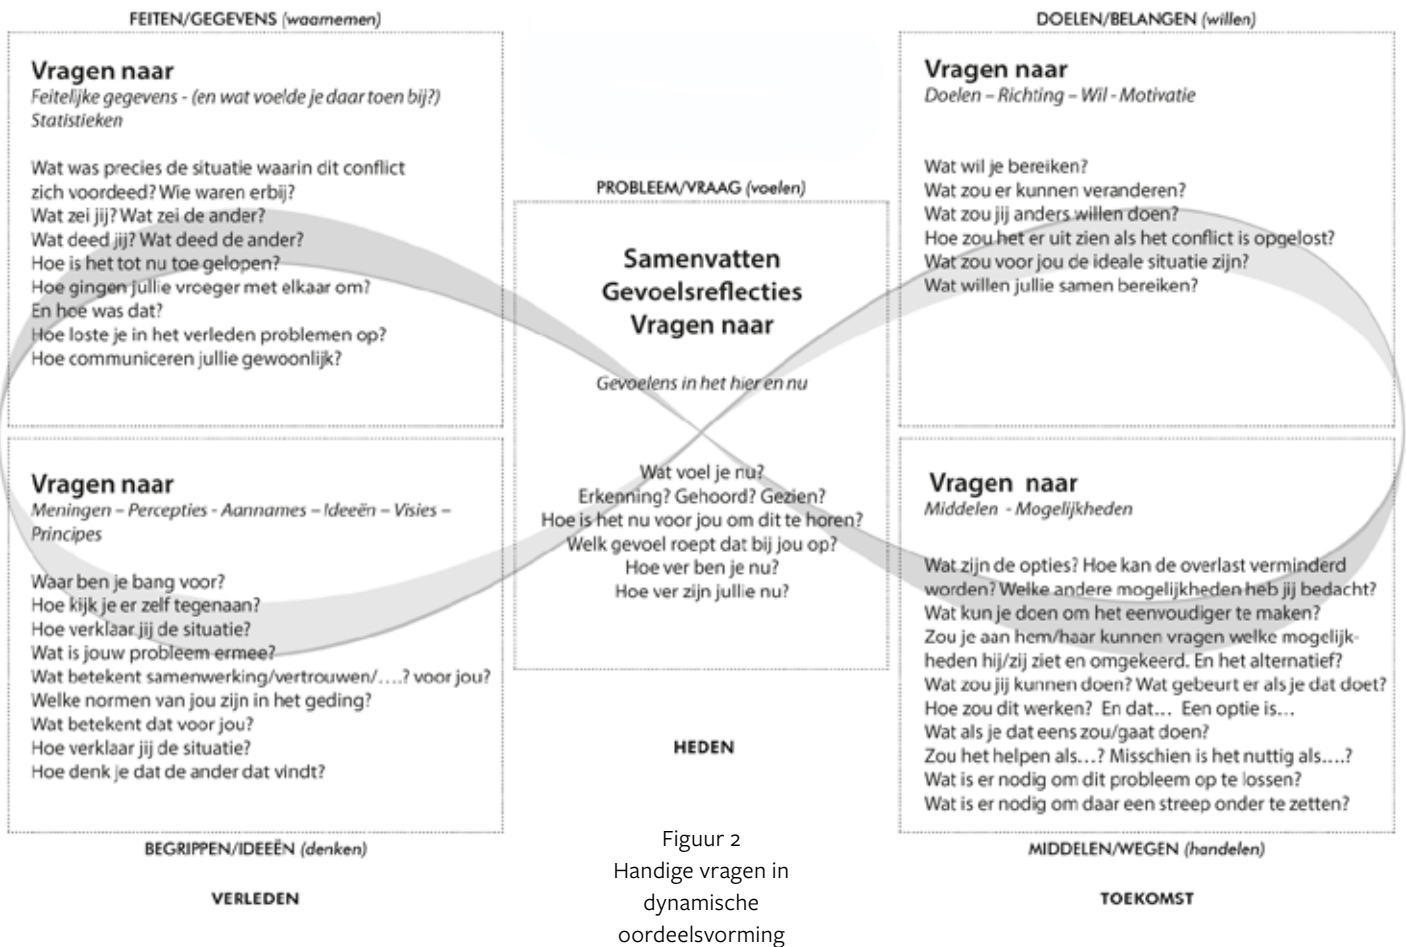 FEITEN/GEGEVENS (waarnemen)
Vragen naar
Feitelijke gegevens - (en wat voelde je daar toen bij?)
Statistieken
Wat was precies de situatie waarin dit conflict
zich voordeed? Wie waren erbij?
Wat zei jij? Wat zei de ander?
Wat deed jij? Wat deed de ander?
Hoe is het tot nu toe gelopen?
Hoe gingen jullie vroeger met elkaar om?
En hoe was dat?
Hoe loste je in het verleden problemen op?
Hoe communiceren jullie gewoonlijk?
Vragen naar
Meningen – Percepties - Aannames – Ideeën – Visies –
Principes
Waar ben je bang voor?
Hoe kijk je er zelf tegenaan?
Hoe verklaar jij de situatie?
Wat is jouw probleem ermee?
Wat betekent samenwerking/vertrouwen/….? voor jou?
Welke normen van jou zijn in het geding?
Wat betekent dat voor jou?
Hoe verklaar jij de situatie?
Hoe denk je dat de ander dat vindt?
BEGRIPPEN/IDEEËN (denken)
VERLEDEN
PROBLEEM/VRAAG (voelen)
Samenvatten
Gevoelsreflecties
Vragen naar
Gevoelens in het hier en nu
Wat voel je nu?
Erkenning? Gehoord? Gezien?
Hoe is het nu voor jou om dit te horen?
Welk gevoel roept dat bij jou op?
Hoe ver ben je nu?
Hoe ver zijn jullie nu?
HEDEN
Figuur 2
Handige vragen in
dynamische
oordeelsvorming
DOELEN/BELANGEN (willen)
Vragen naar
Doelen – Richting – Wil - Motivatie
Wat wil je bereiken?
Wat zou er kunnen veranderen?
Wat zou jij anders willen doen?
Hoe zou het er uit zien als het conflict is opgelost?
Wat zou voor jou de ideale situatie zijn?
Wat willen jullie samen bereiken?
Vragen naar
Middelen - Mogelijkheden
Wat zijn de opties? Hoe kan de overlast verminderd
worden? Welke andere mogelijkheden heb jij bedacht?
Wat kun je doen om het eenvoudiger te maken?
Zou je aan hem/haar kunnen vragen welke mogelijk-
heden hij/zij ziet en omgekeerd. En het alternatief?
Wat zou jij kunnen doen? Wat gebeurt er als je dat doet?
Hoe zou dit werken? En dat… Een optie is…
Wat als je dat eens zou/gaat doen?
Zou het helpen als…? Misschien is het nuttig als….?
Wat is er nodig om dit probleem op te lossen?
Wat is er nodig om daar een streep onder te zetten?
MIDDELEN/WEGEN (handelen)
TOEKOMST